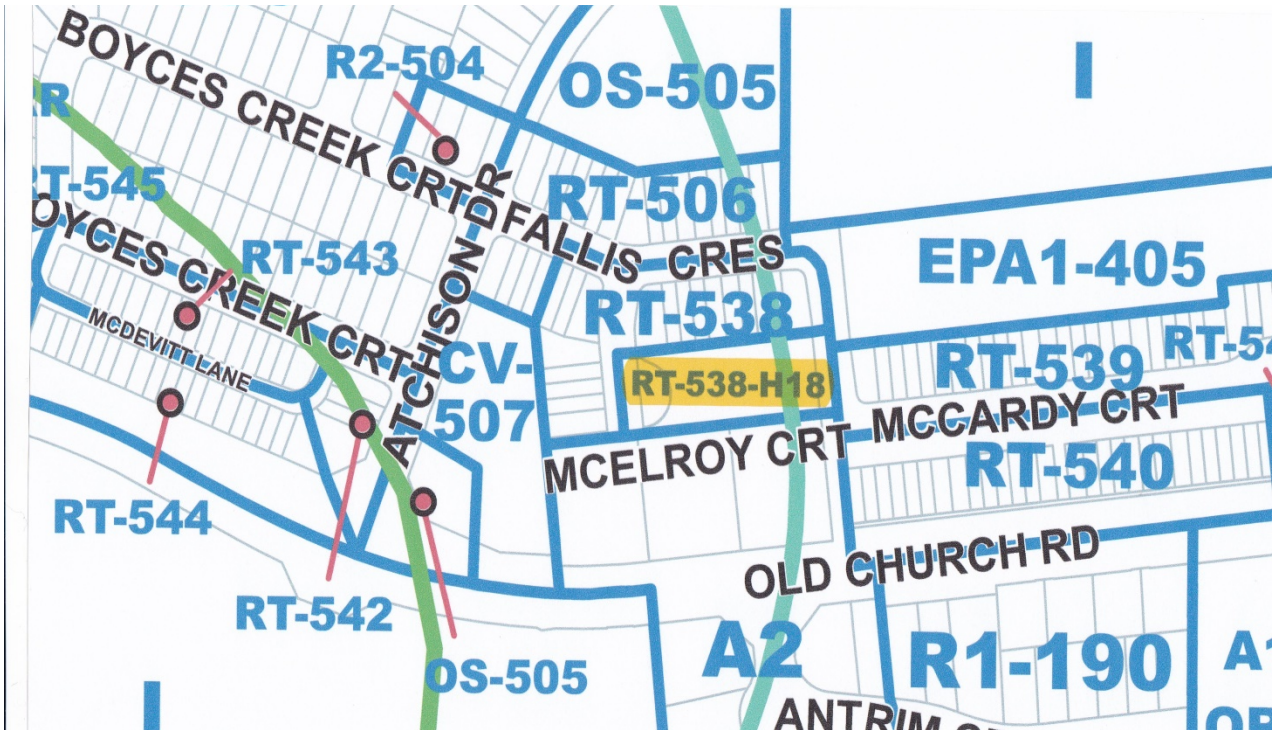 BOYCES CREEK CRT
R2-504
OS-505
I
RT-545
RT-506
FALLIS CRES
ATCHISON DR
BOYCES CREEK CRT
RT-543
EPA1-405
RT-538
MCDEVITT LANE
CV-
507
RT-538-H18
RT-539
MCCARDY CRT
MCELROY CRT
RT-540
RT-544
OLD CHURCH RD
RT-542
OS-505
A2
R1-190
I
ANTRIM